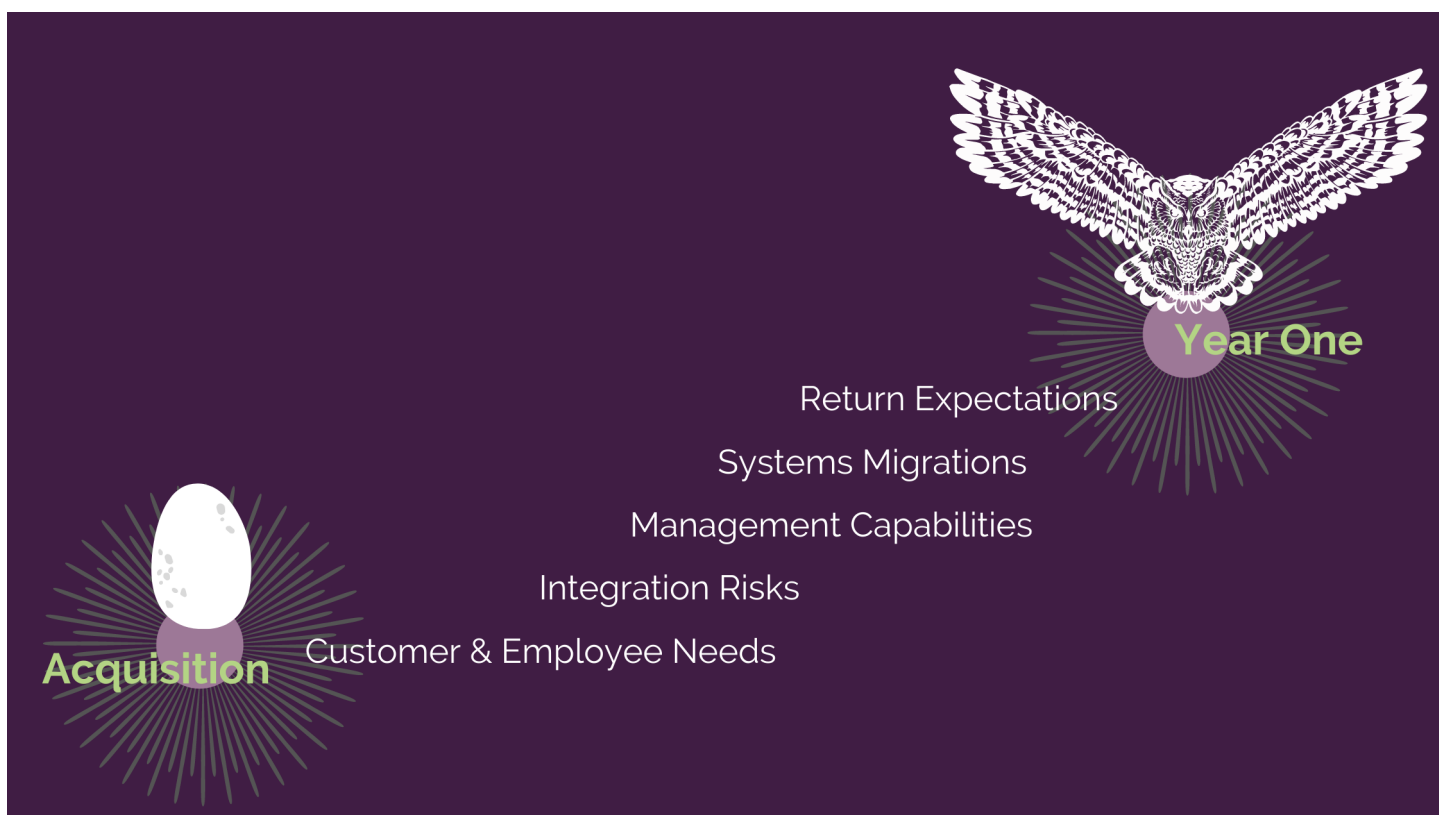 Year One
Return Expectations
Systems Migrations
Management Capabilities
Integration Risks
Customer & Employee Needs
Acquisition